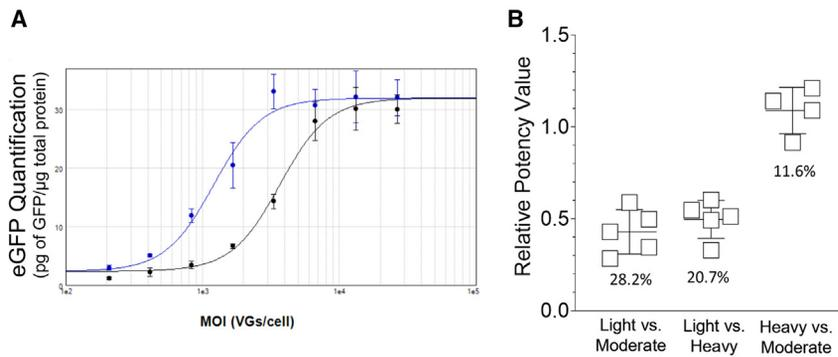 A
eGFP Quantification
(pg of GFP/µg total protein)
30
20
10
0
1e2
1e3
1e4
1e5
MOI (VGs/cell)
B
Relative Potency Value
1.5
1.0
0.5
0.0
28.2%
20.7%
11.6%
Light vs.
Moderate
Light vs.
Heavy
Heavy vs.
Moderate